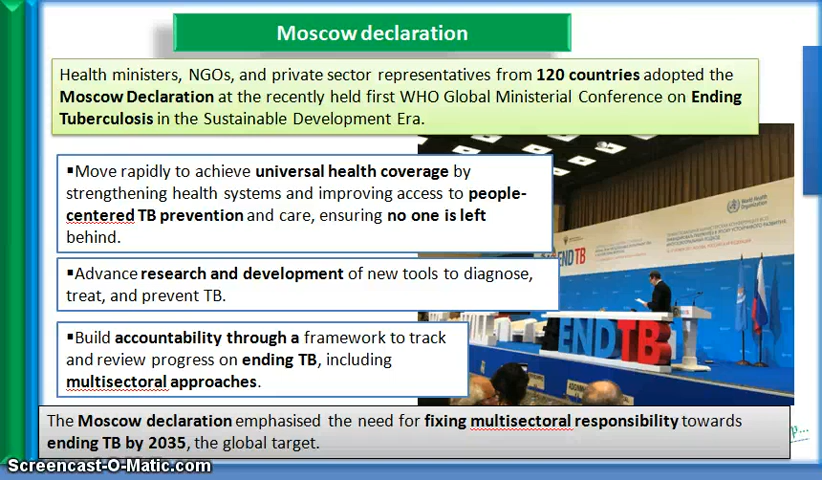 Moscow declaration
Health ministers, NGOs, and private sector representatives from 120 countries adopted the
Moscow Declaration at the recently held first WHO Global Ministerial Conference on Ending
Tuberculosis in the Sustainable Development Era.
▪Move rapidly to achieve universal health coverage by
strengthening health systems and improving access to people-
centered TB prevention and care, ensuring no one is left
behind.
▪Advance research and development of new tools to diagnose,
treat, and prevent TB.
▪Build accountability through a framework to track
and review progress on ending TB, including
multisectoral approaches.
World Health
Organization
END TB
ENDTB
The Moscow declaration emphasised the need for fixing multisectoral responsibility towards
ending TB by 2035, the global target.
Screencast-O-Matic.com